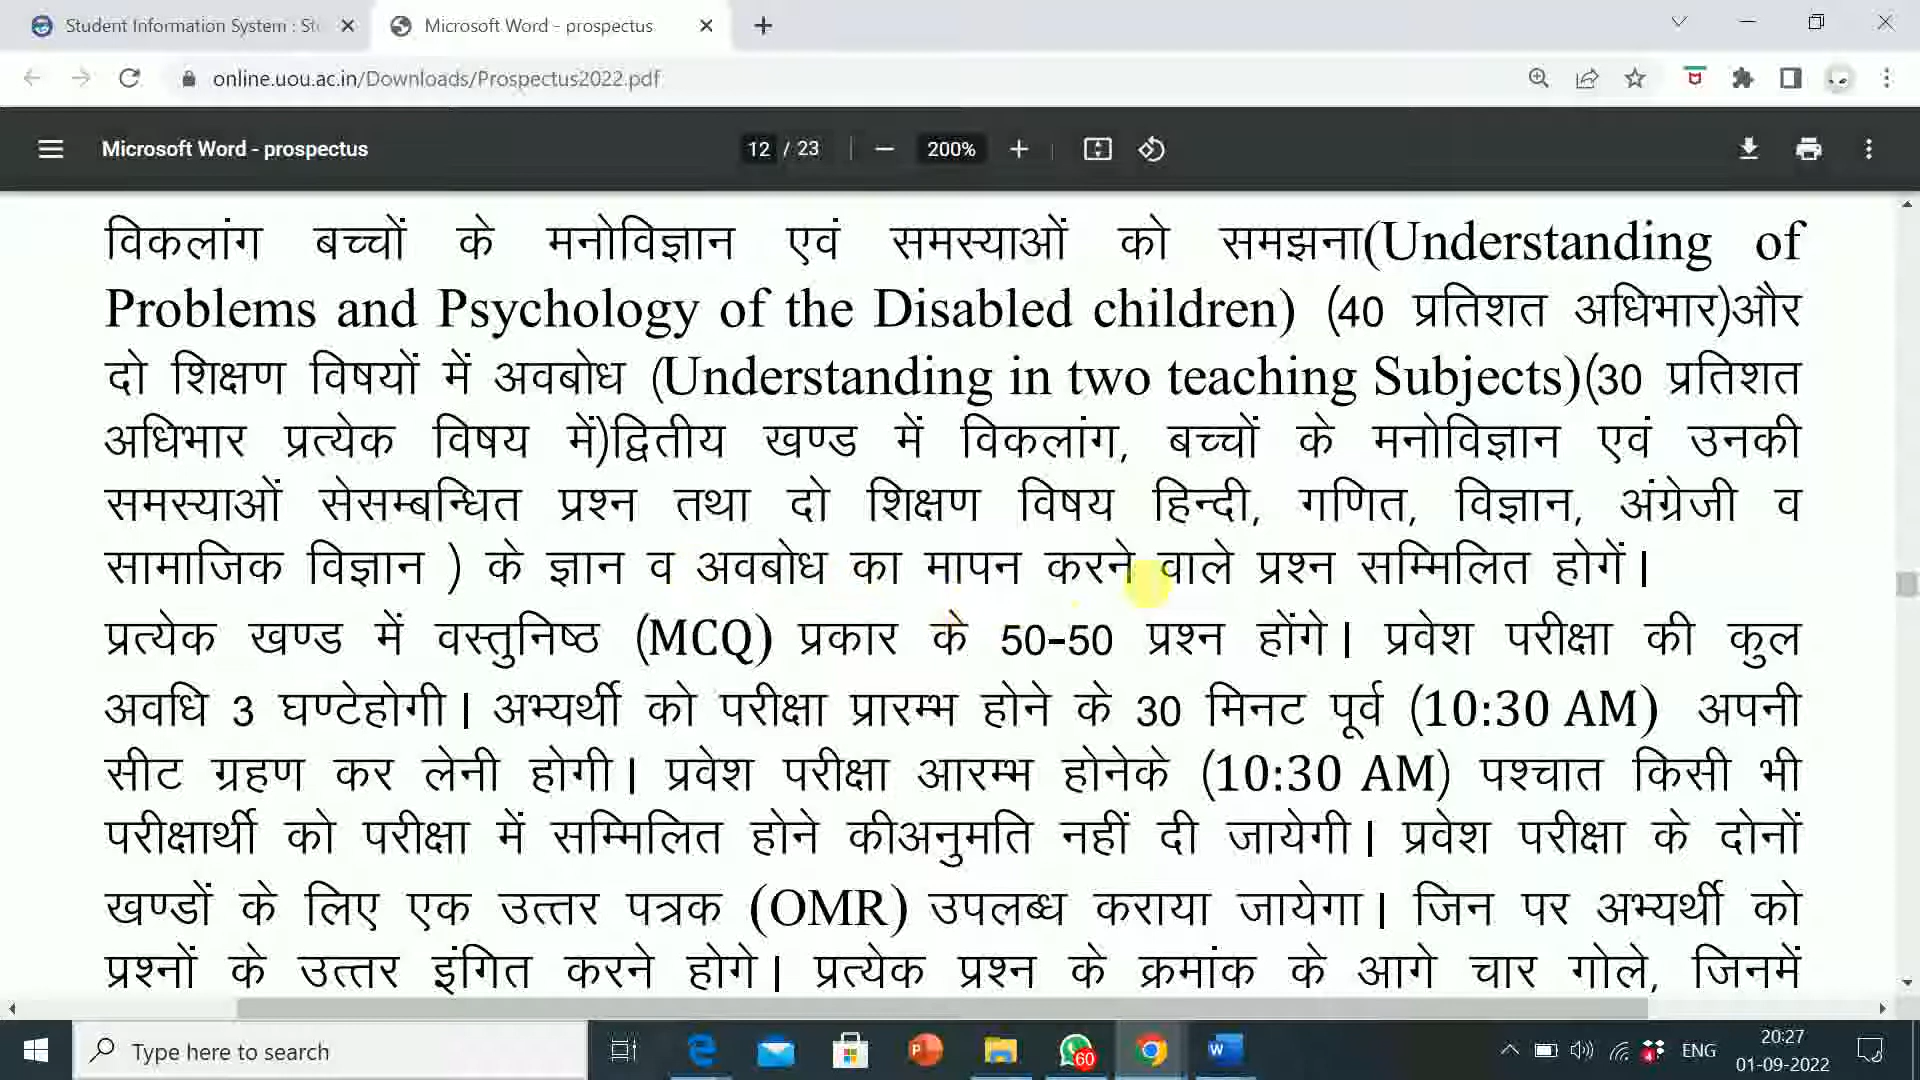 Student Information System : St
Microsoft Word - prospectus
online.uou.ac.in/Downloads/Prospectus2022.pdf
Microsoft Word - prospectus
12 / 23
200%
विकलांग बच्चों के मनोविज्ञान एवं समस्याओं को समझना(Understanding of
Problems and Psychology of the Disabled children) (40 प्रतिशत अधिभार)और
दो शिक्षण विषयों में अवबोध (Understanding in two teaching Subjects)(30 प्रतिशत
अधिभार प्रत्येक विषय में)द्वितीय खण्ड में विकलांग, बच्चों के मनोविज्ञान एवं उनकी
समस्याओं सेसम्बन्धित प्रश्न तथा दो शिक्षण विषय हिन्दी, गणित, विज्ञान, अंग्रेजी व
सामाजिक विज्ञान ) के ज्ञान व अवबोध का मापन करने वाले प्रश्न सम्मिलित होगें।
प्रत्येक खण्ड में वस्तुनिष्ठ (MCQ) प्रकार के 50-50 प्रश्न होंगे। प्रवेश परीक्षा की कुल
अवधि 3 घण्टेहोगी। अभ्यर्थी को परीक्षा प्रारम्भ होने के 30 मिनट पूर्व (10:30 AM) अपनी
सीट ग्रहण कर लेनी होगी। प्रवेश परीक्षा आरम्भ होनेके (10:30 AM) पश्चात किसी भी
परीक्षार्थी को परीक्षा में सम्मिलित होने कीअनुमति नहीं दी जायेगी। प्रवेश परीक्षा के दोनों
खण्डों के लिए एक उत्तर पत्रक (OMR) उपलब्ध कराया जायेगा। जिन पर अभ्यर्थी को
प्रश्नों के उत्तर इंगित करने होगे। प्रत्येक प्रश्न के क्रमांक के आगे चार गोले, जिनमें
Type here to search
60
ENG
20:27
01-09-2022